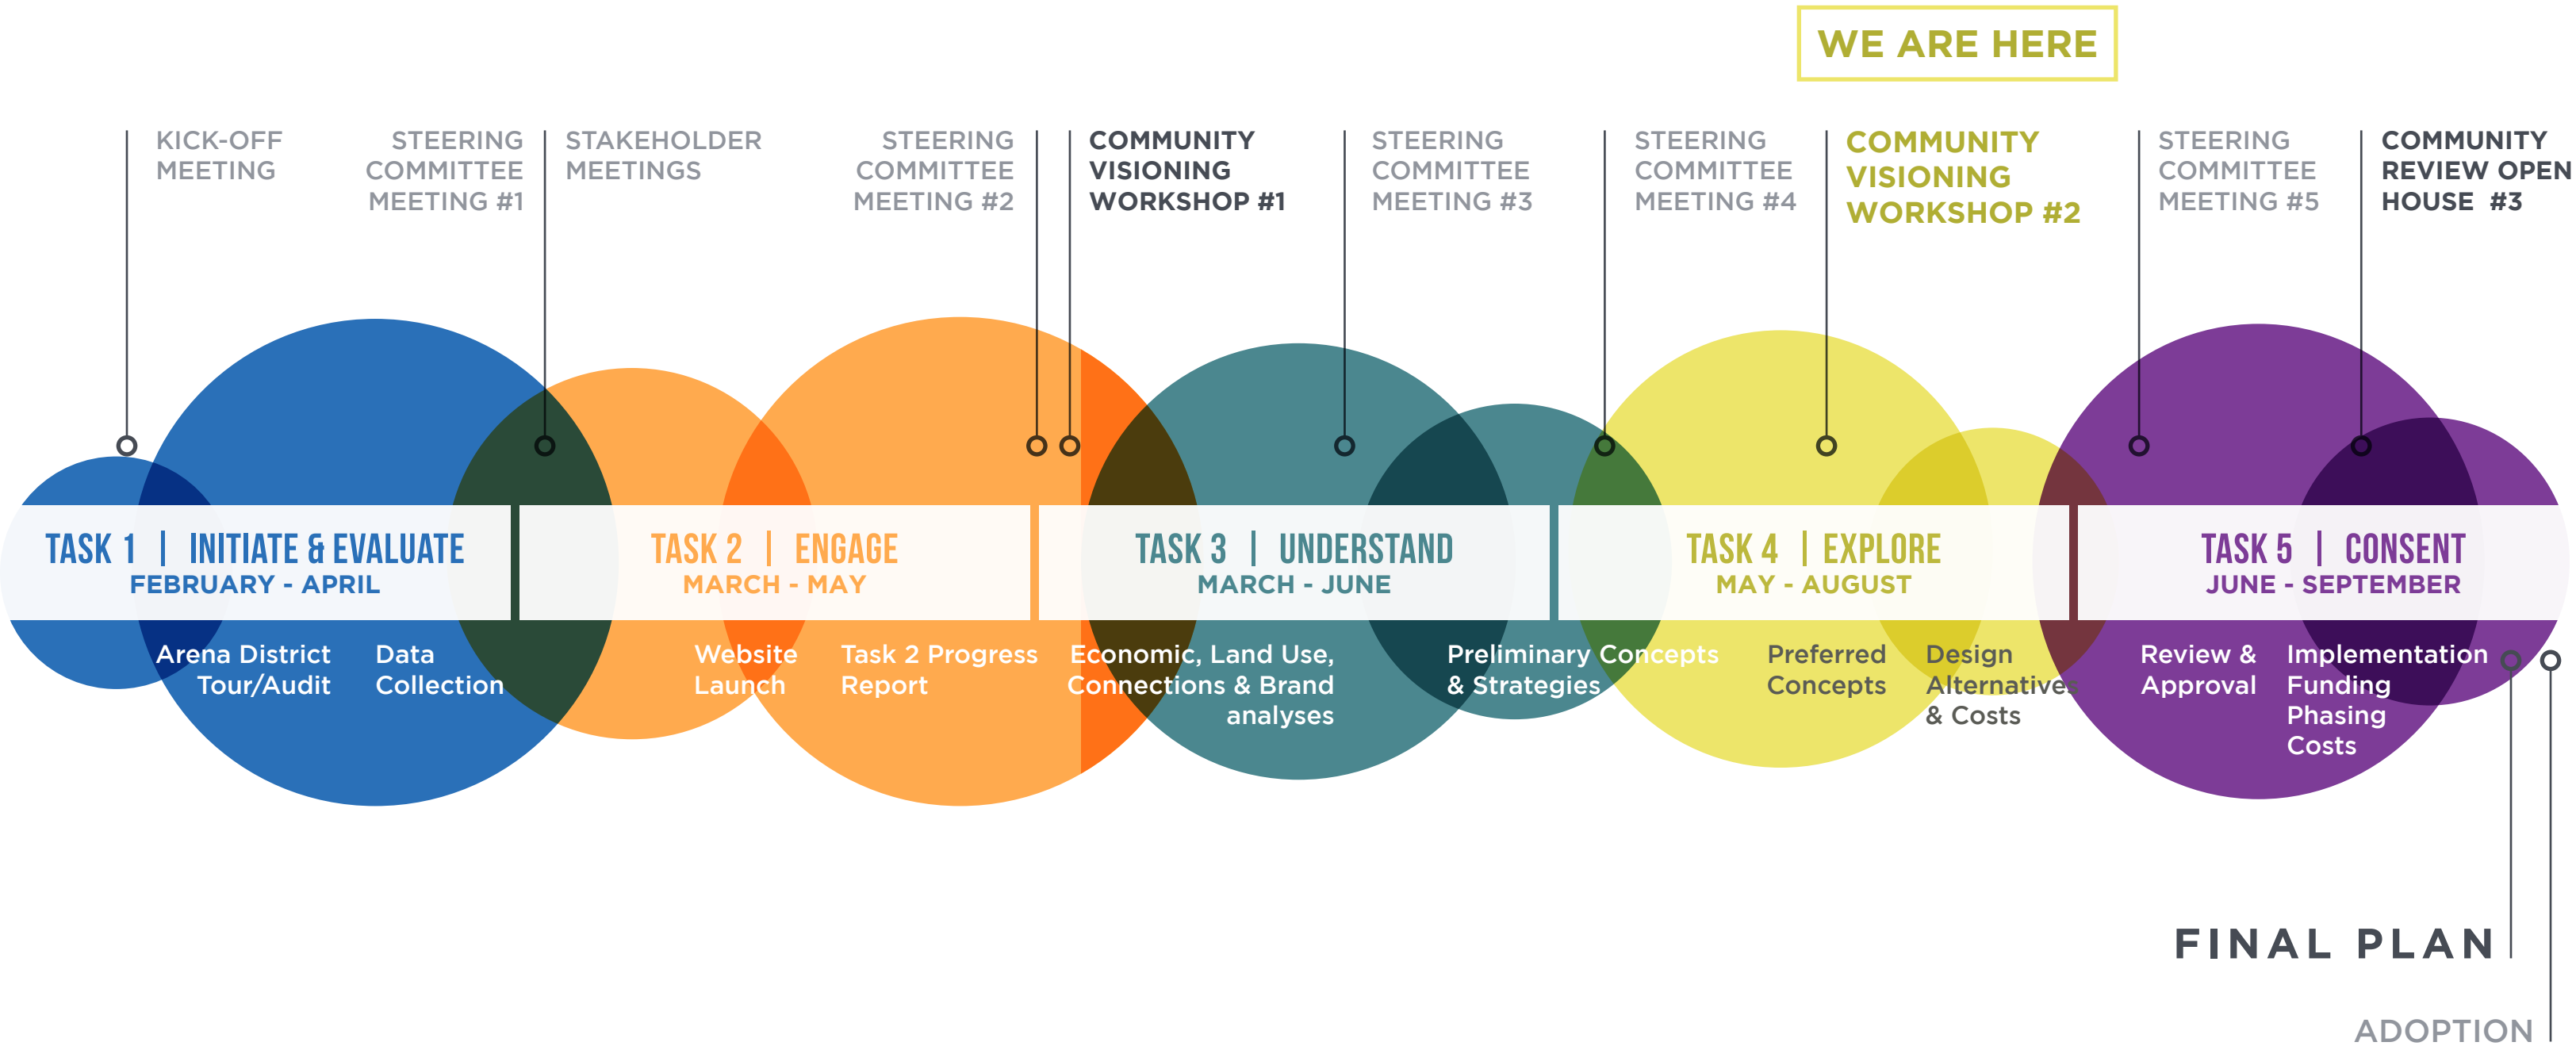 WE ARE HERE
KICK-OFF
MEETING
STEERING
COMMITTEE
MEETING #1
STAKEHOLDER
MEETINGS
STEERING
COMMITTEE
MEETING #2
COMMUNITY
VISIONING
WORKSHOP #1
STEERING
COMMITTEE
MEETING #3
STEERING
COMMITTEE
MEETING #4
COMMUNITY
VISIONING
WORKSHOP #2
STEERING
COMMITTEE
MEETING #5
COMMUNITY
REVIEW OPEN
HOUSE #3
TASK 1 | INITIATE & EVALUATE
FEBRUARY - APRIL
TASK 2 | ENGAGE
MARCH - MAY
TASK 3 | UNDERSTAND
MARCH - JUNE
TASK 4 | EXPLORE
MAY - AUGUST
TASK 5 | CONSENT
JUNE - SEPTEMBER
Arena District
Tour/Audit
Data
Collection
Website
Launch
Task 2 Progress
Report
Economic, Land Use,
Connections & Brand
analyses
Preliminary Concepts
& Strategies
Preferred
Concepts
Design
Alternatives
& Costs
Review &
Approval
Implementation
Funding
Phasing
Costs
FINAL PLAN
ADOPTION